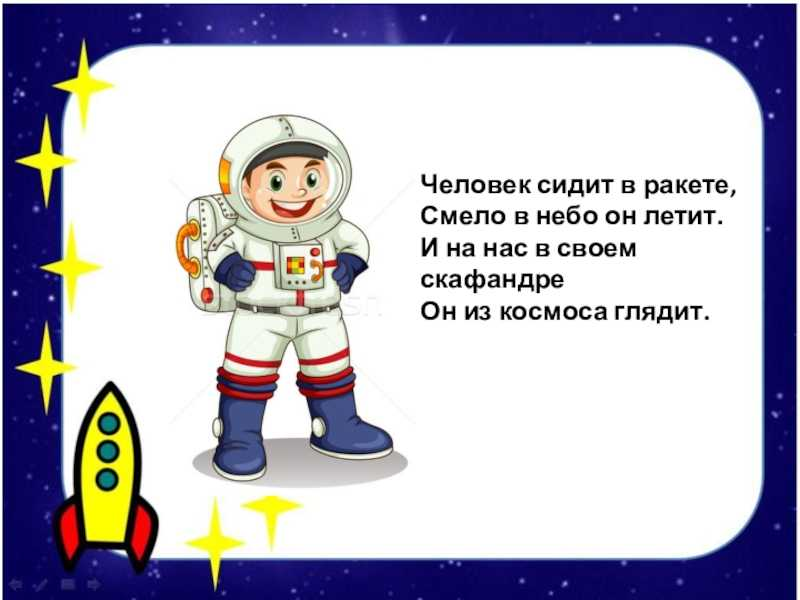 Человек сидит в ракете,
Смело в небо он летит.
И на нас в своем
скафандре
Он из космоса глядит.